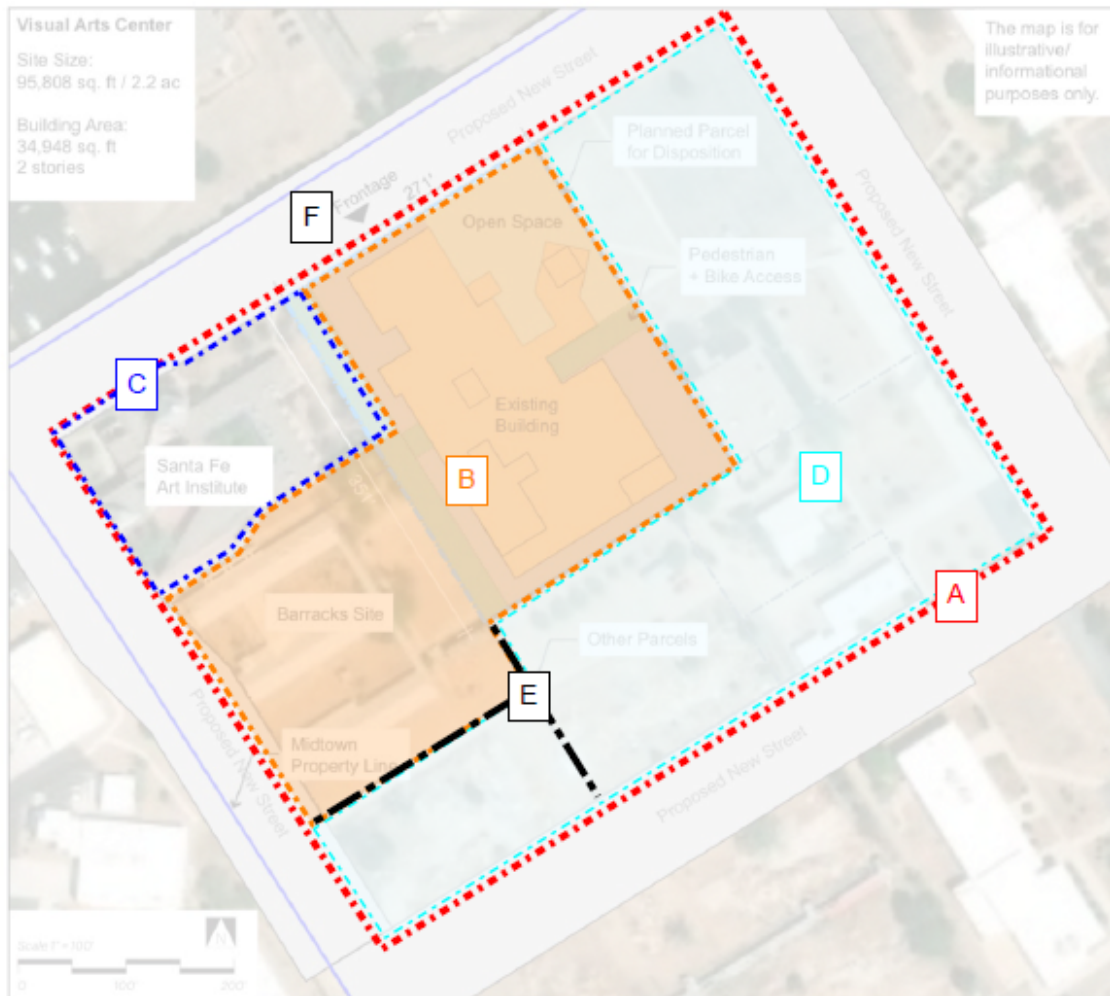 Visual Arts Center
Site Size:
95,808 sq. ft / 2.2 ac
Building Area:
34,948 sq. ft
2 stories
The map is for
illustrative/
informational
purposes only.
Proposed New Street
Planned Parcel
for Disposition
Frontage
271'
F
Open Space
Proposed New Street
Pedestrian
+ Bike Access
C
Existing
Building
Santa Fe
Art Institute
B
D
351'
A
Barracks Site
Other Parcels
E
Midtown
Property Line
Proposed New Street
Proposed New Street
N
Scale 1" = 100'
0
100'
200'